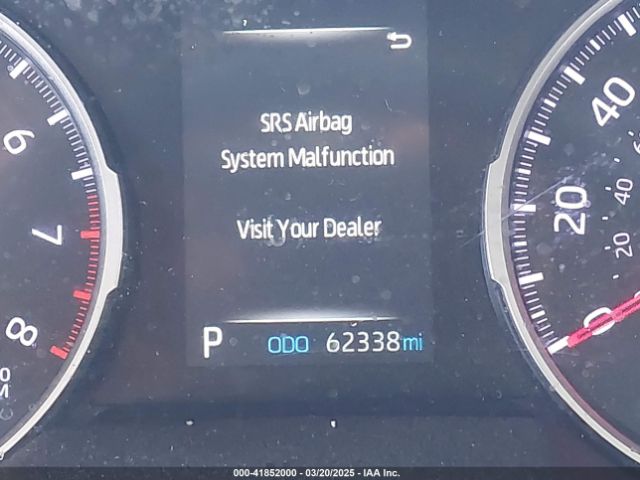 SRS Airbag
System Malfunction
Visit Your Dealer
P ODO 62338 mi
6
7
8
40
20
0
40
20
000-41852000 - 03/20/2025 - IAA Inc.